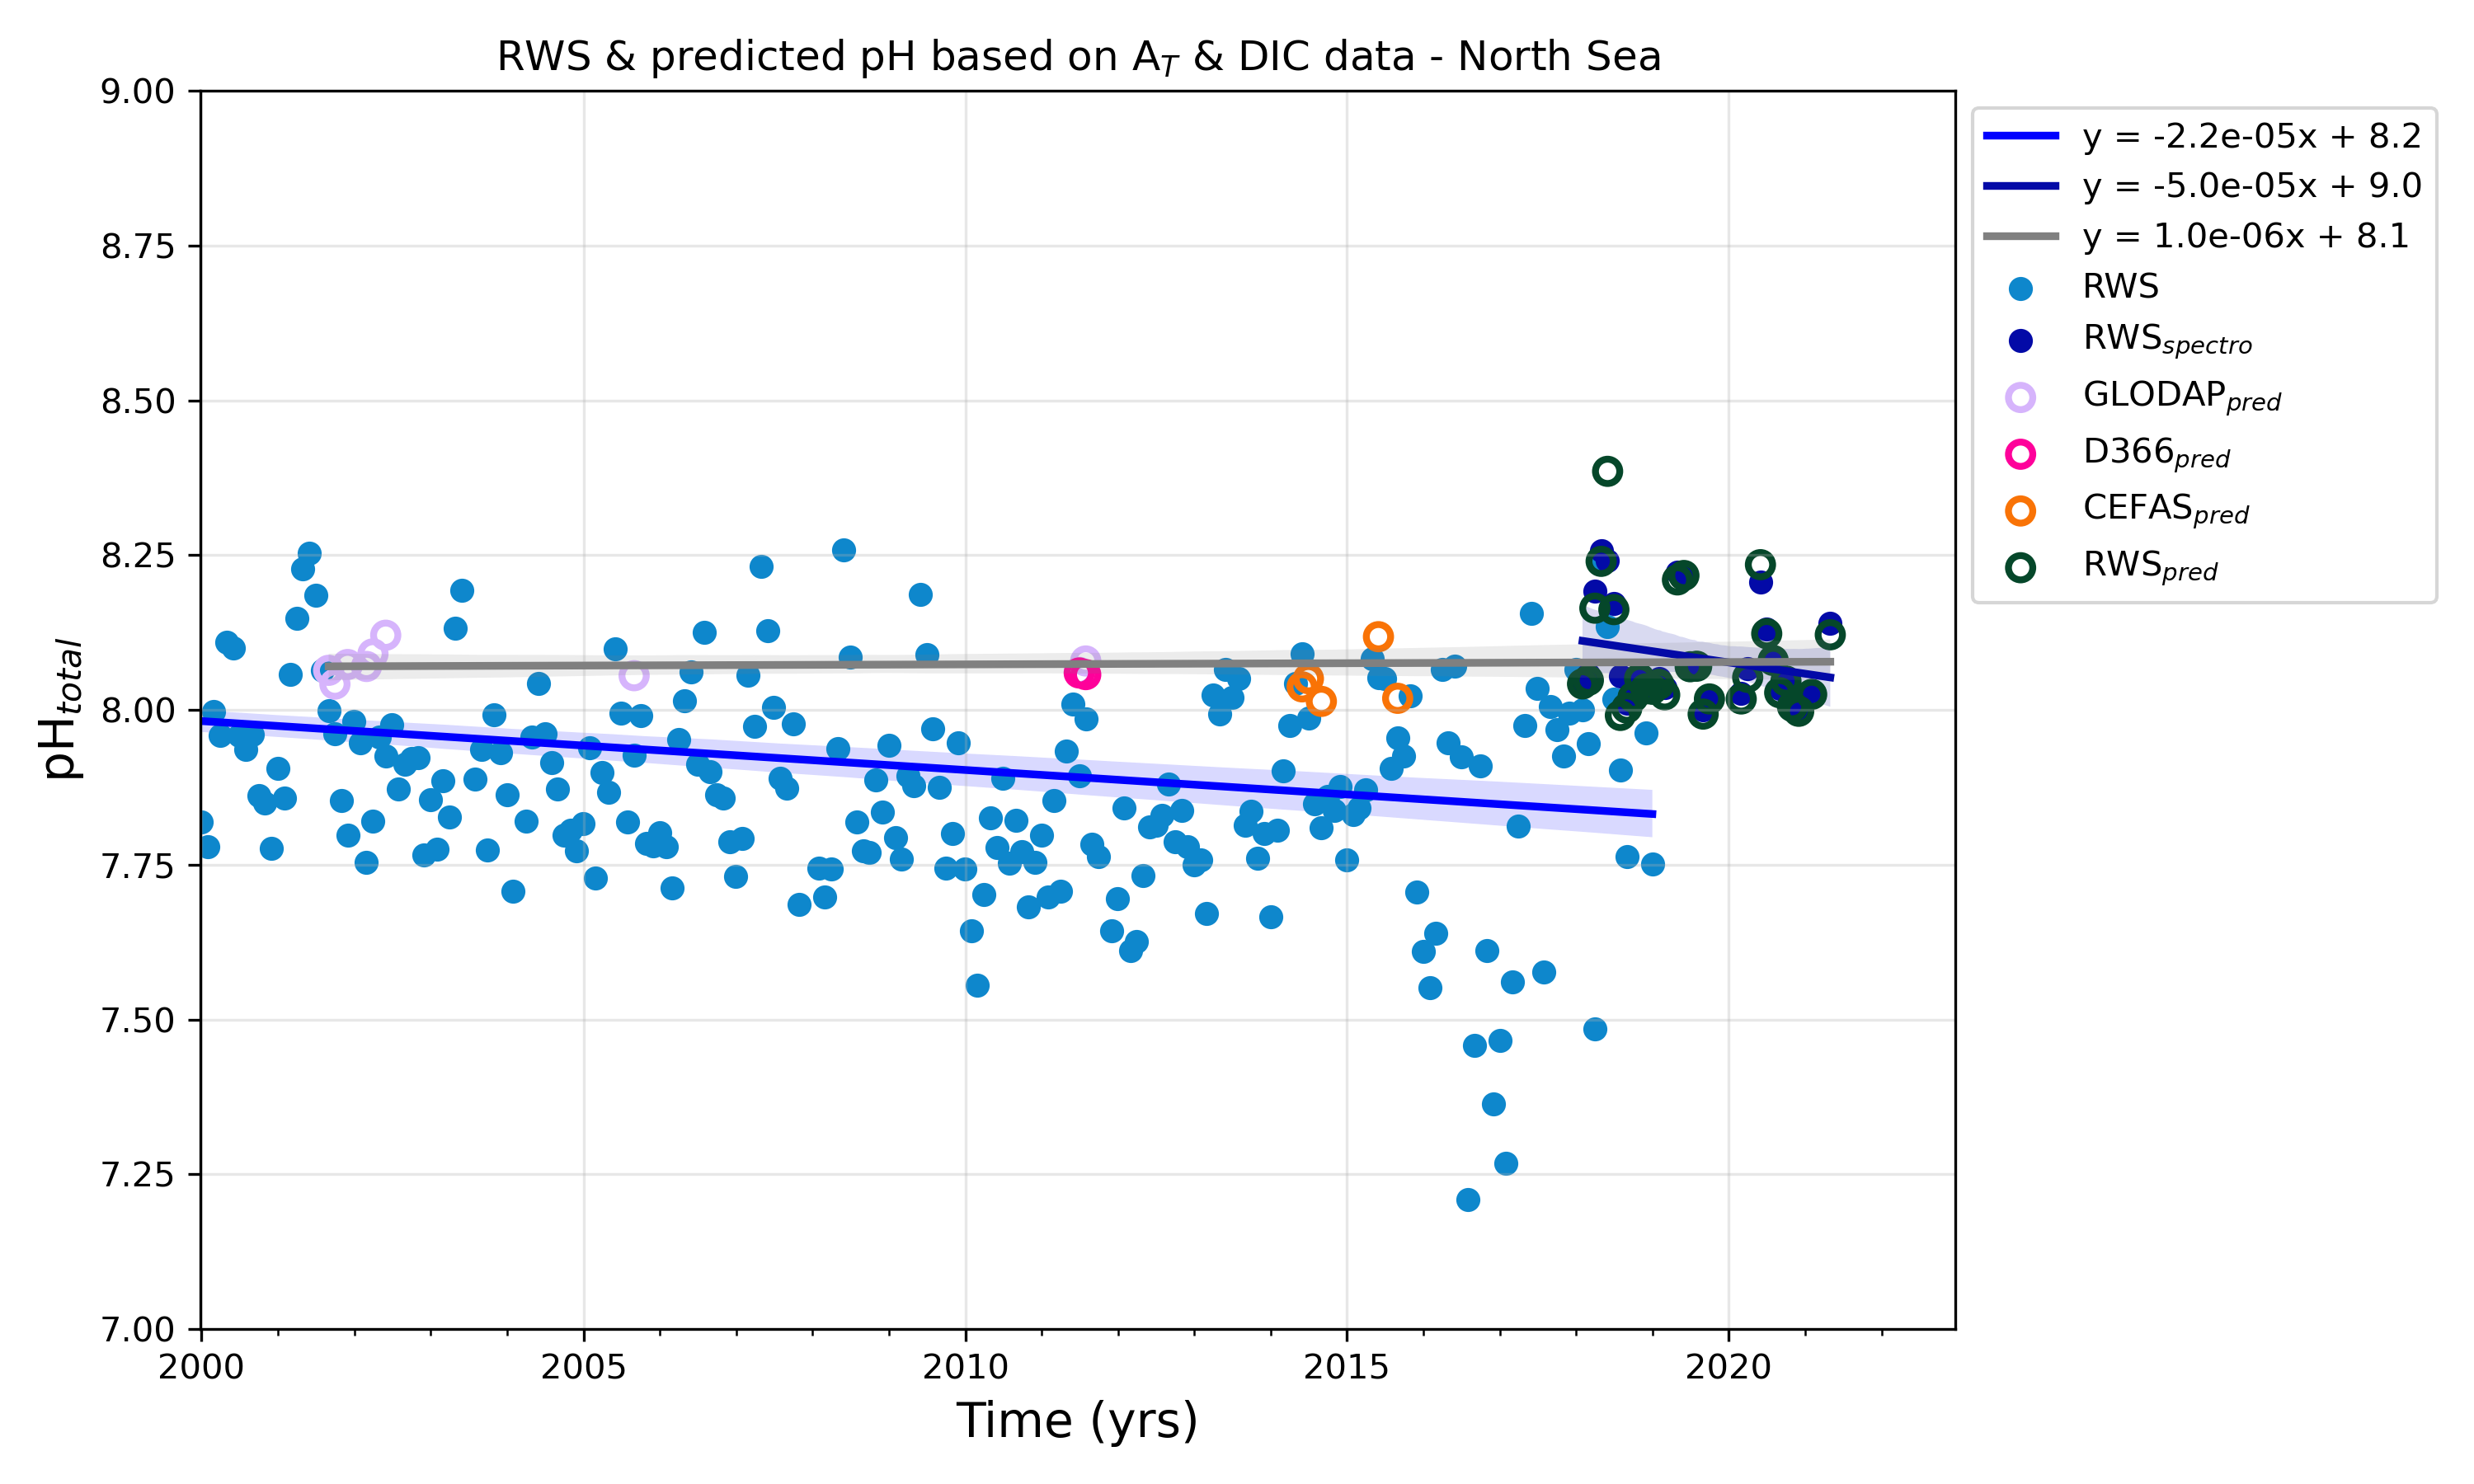 RWS & predicted pH based on A_T & DIC data - North Sea
9.00
8.75
8.50
8.25
8.00
7.75
7.50
7.25
7.00
pH_total
2000 2005 2010 2015 2020
Time (yrs)
y = -2.2e-05x + 8.2
y = -5.0e-05x + 9.0
y = 1.0e-06x + 8.1
RWS
RWS_spectro
GLODAP_pred
D366_pred
CEFAS_pred
RWS_pred